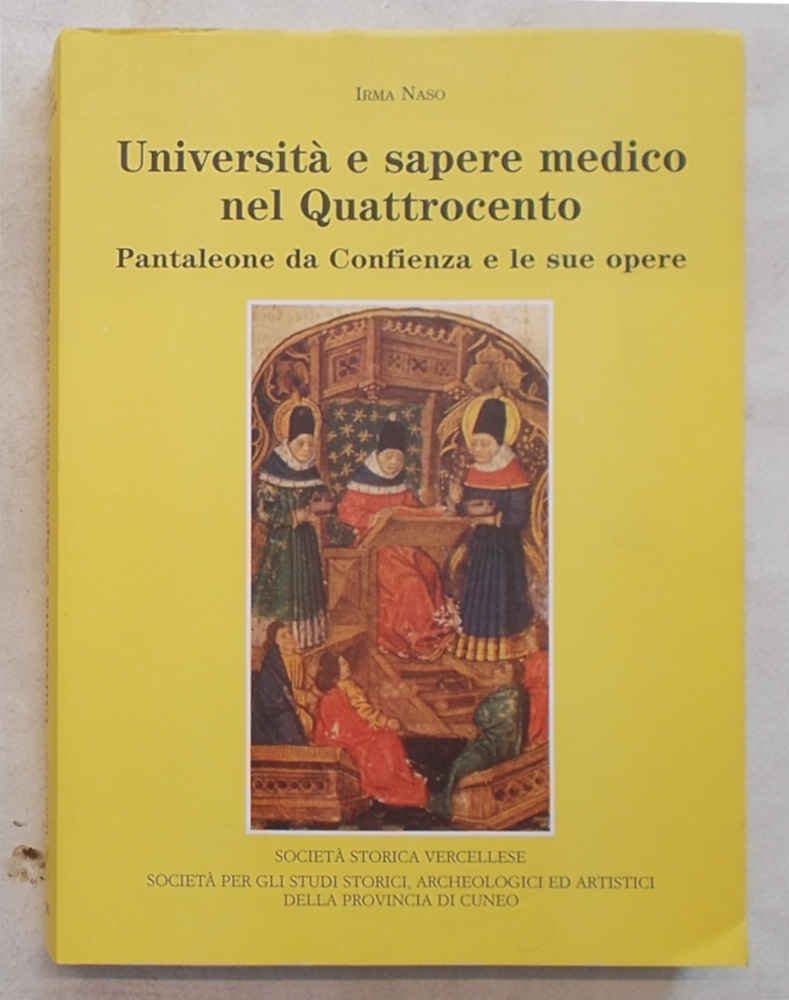 IRMA NASO
Università e sapere medico
nel Quattrocento
Pantaleone da Confienza e le sue opere
SOCIETÀ STORICA VERCELLESE
SOCIETÀ PER GLI STUDI STORICI, ARCHEOLOGICI ED ARTISTICI
DELLA PROVINCIA DI CUNEO